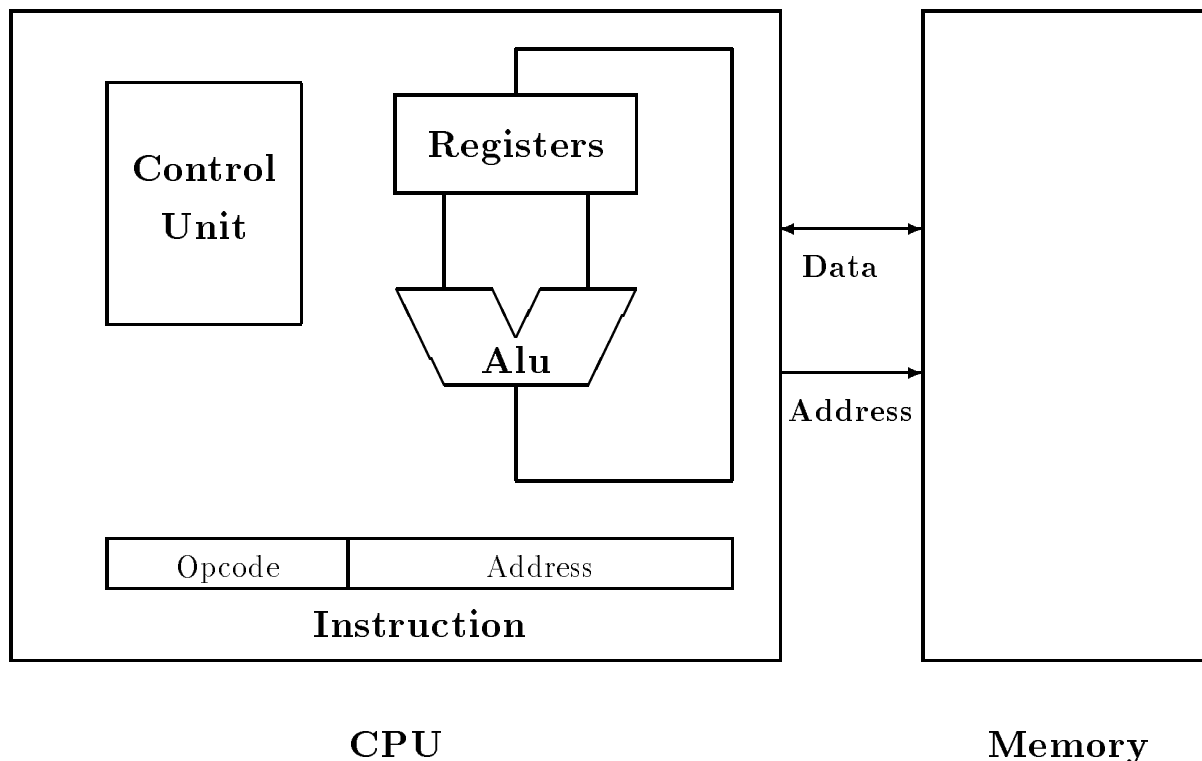 Control
Unit
Registers
Alu
Data
Address
Opcode Address
Instruction
CPU
Memory